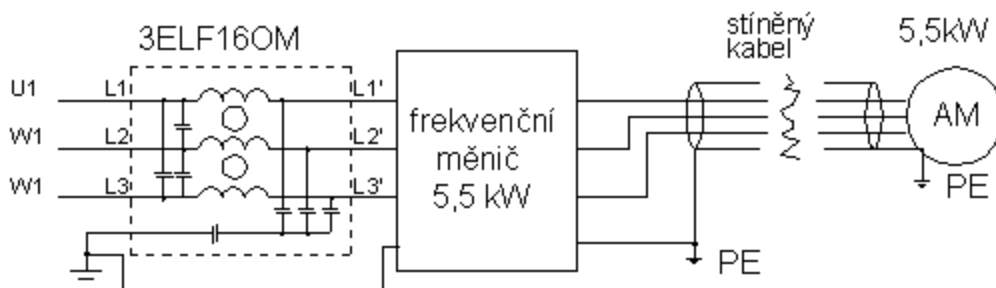 3ELF16OM
stíněný
kabel
5,5kW
U1
L1
L1'
W1
L2
L2'
W1
L3
L3'
frekvenční
měnič
5,5 kW
AM
PE
PE